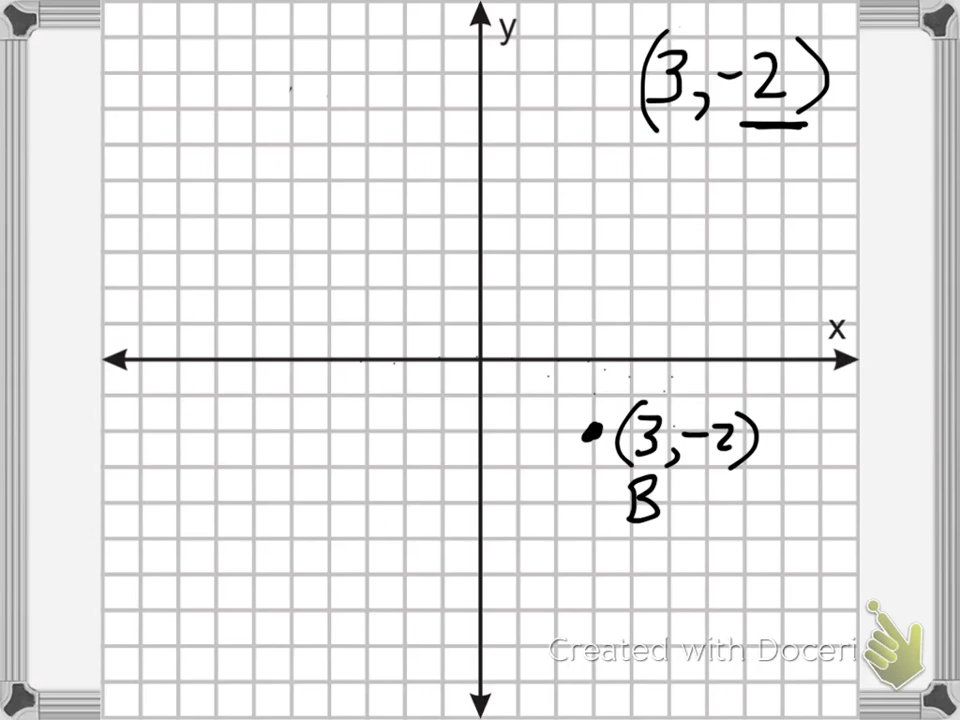 y
(3,-2)
x
(3,-2)
B
Created with Doceri